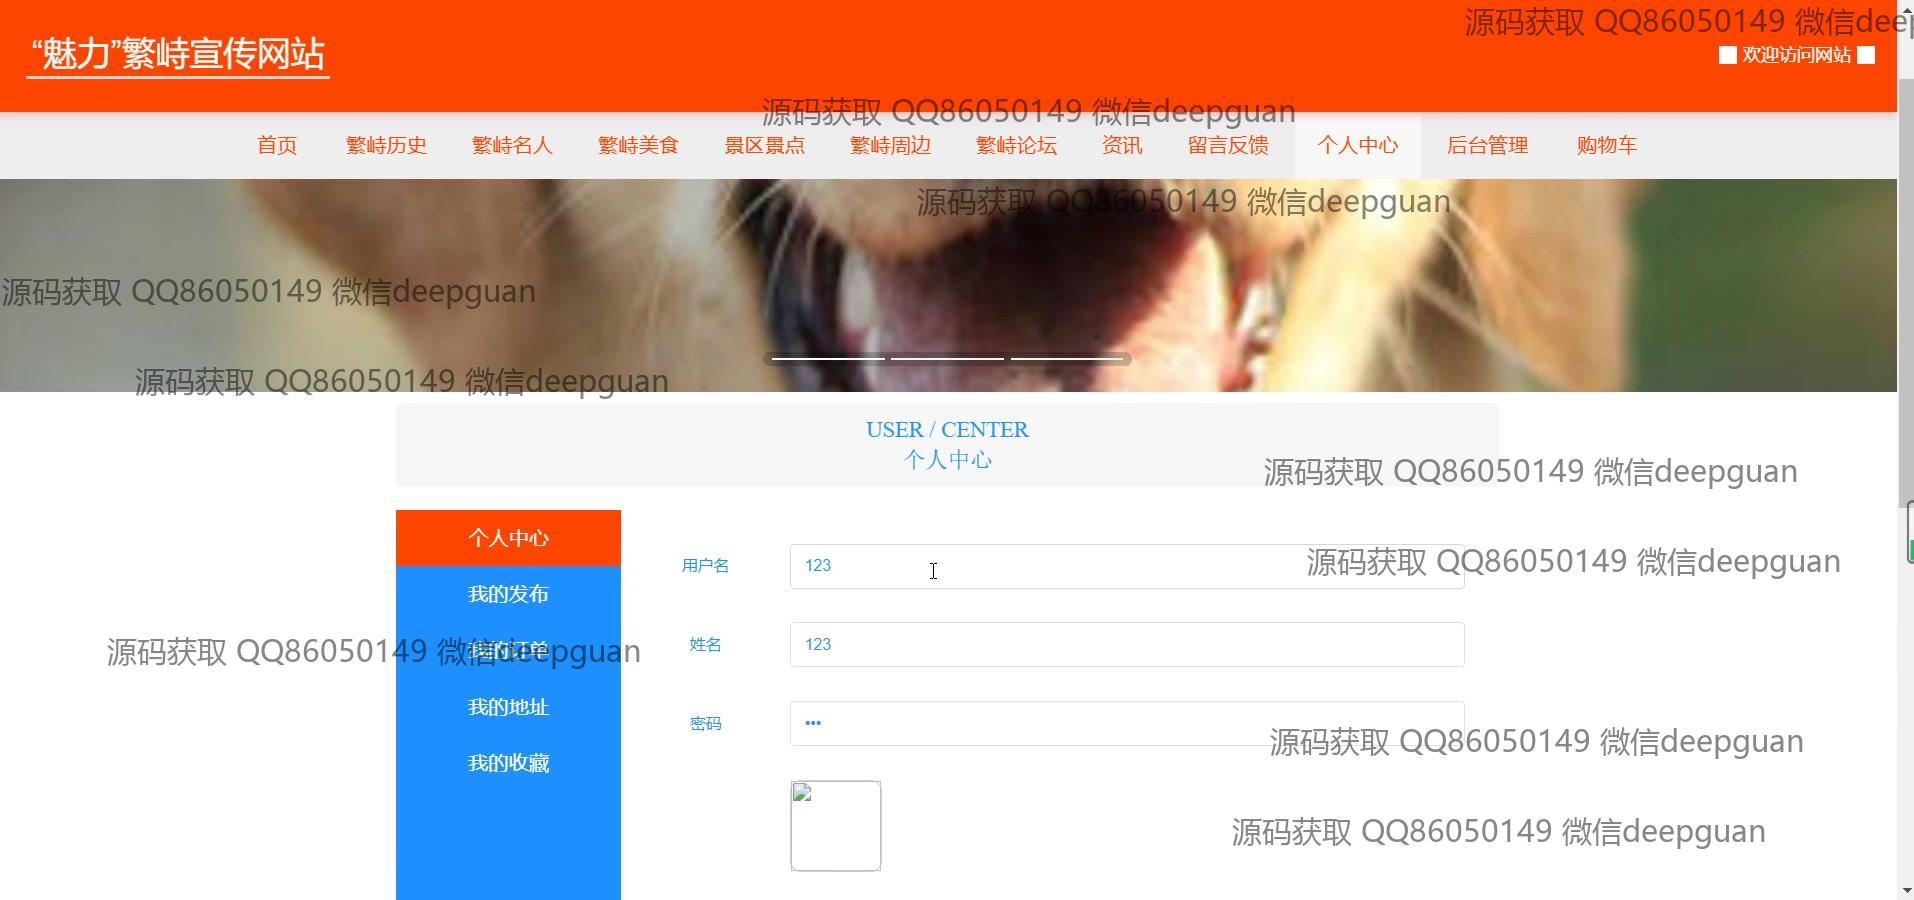 源码获取 QQ86050149 微信deep
“魅力”繁峙宣传网站
欢迎访问网站
源码获取 QQ86050149 微信deepguan
首页 繁峙历史 繁峙名人 繁峙美食 景区景点 繁峙周边 繁峙论坛 资讯 留言反馈 个人中心 后台管理 购物车
源码获取 QQ86050149 微信deepguan
源码获取 QQ86050149 微信deepguan
源码获取 QQ86050149 微信deepguan
USER / CENTER
个人中心
源码获取 QQ86050149 微信deepguan
个人中心
用户名 123
源码获取 QQ86050149 微信deepguan
我的发布
姓名 123
我的订单
源码获取 QQ86050149 微信deepguan
我的地址
密码 •••
源码获取 QQ86050149 微信deepguan
我的收藏
源码获取 QQ86050149 微信deepguan